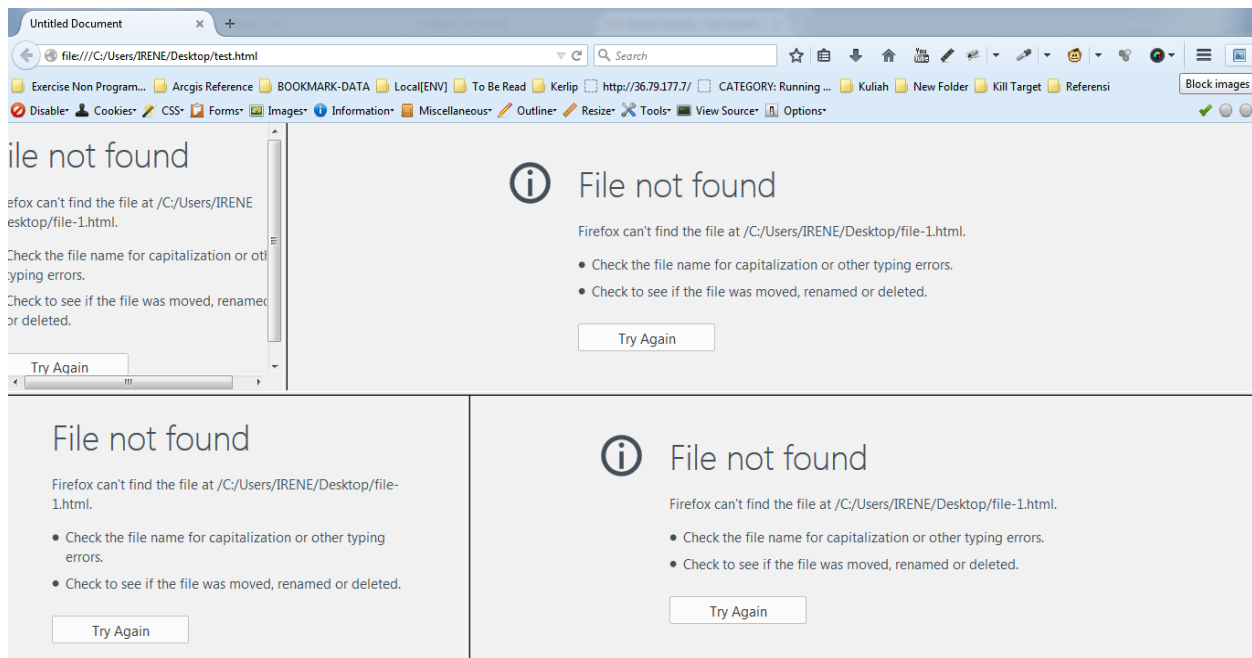 Untitled Document × +
file:///C:/Users/IRENE/Desktop/test.html
Search
You Tube
Exercise Non Program... Arcgis Reference BOOKMARK-DATA Local[ENV] To Be Read Kerlip http://36.79.177.7/ CATEGORY: Running ... Kuliah New Folder Kill Target Referensi
Block images
Disable Cookies CSS Forms Images Information Miscellaneous Outline Resize Tools View Source Options
ile not found
efox can't find the file at /C:/Users/IRENE
esktop/file-1.html.
Check the file name for capitalization or oth
typing errors.
Check to see if the file was moved, renamed
or deleted.
Try Again
File not found
Firefox can't find the file at /C:/Users/IRENE/Desktop/file-1.html.
• Check the file name for capitalization or other typing errors.
• Check to see if the file was moved, renamed or deleted.
Try Again
File not found
Firefox can't find the file at /C:/Users/IRENE/Desktop/file-
1.html.
• Check the file name for capitalization or other typing
errors.
• Check to see if the file was moved, renamed or deleted.
Try Again
File not found
Firefox can't find the file at /C:/Users/IRENE/Desktop/file-1.html.
• Check the file name for capitalization or other typing errors.
• Check to see if the file was moved, renamed or deleted.
Try Again